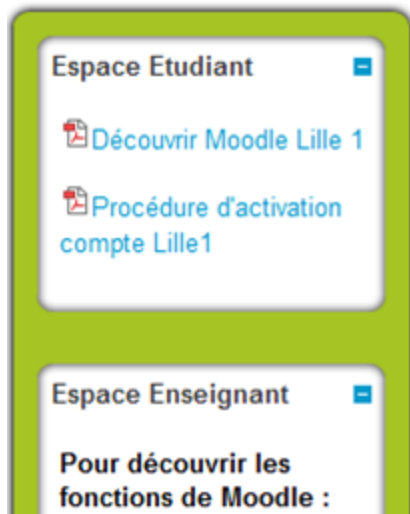 Espace Etudiant
Découvrir Moodle Lille 1
Procédure d'activation
compte Lille1
Espace Enseignant
Pour découvrir les
fonctions de Moodle :